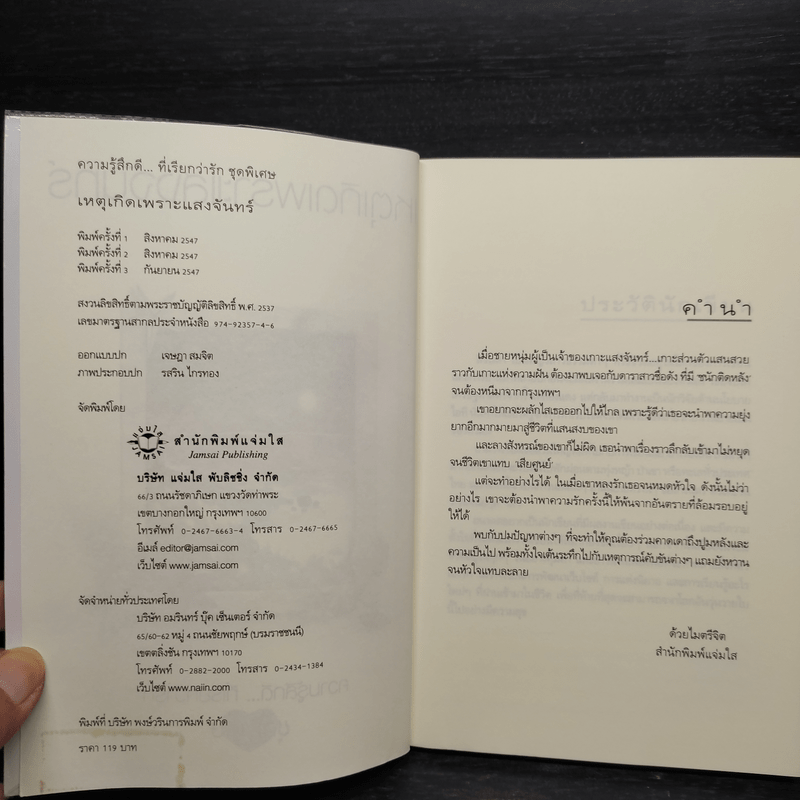 ความรู้สึกดี... ที่เรียกว่ารัก ชุดพิเศษ
เหตุเกิดเพราะแสงจันทร์
พิมพ์ครั้งที่ 1 สิงหาคม 2547
พิมพ์ครั้งที่ 2 สิงหาคม 2547
พิมพ์ครั้งที่ 3 กันยายน 2547
สงวนลิขสิทธิ์ตามพระราชบัญญัติลิขสิทธิ์ พ.ศ. 2537
เลขมาตรฐานสากลประจำหนังสือ 974-92357-4-6
ออกแบบปก เจษฎา สมจิต
ภาพประกอบปก รสริน ไกรทอง
จัดพิมพ์โดย
สำนักพิมพ์แจ่มใส
Jamsai Publishing
บริษัท แจ่มใส พับลิชชิ่ง จำกัด
66/3 ถนนรัชดาภิเษก แขวงวัดท่าพระ
เขตบางกอกใหญ่ กรุงเทพฯ 10600
โทรศัพท์ 0-2467-6663-4 โทรสาร 0-2467-6665
อีเมล์ editor@jamsai.com
เว็บไซต์ www.jamsai.com
จัดจำหน่ายทั่วประเทศโดย
บริษัท อมรินทร์ บุ๊ค เซ็นเตอร์ จำกัด
65/60-62 หมู่ 4 ถนนชัยพฤกษ์ (บรมราชชนนี)
เขตตลิ่งชัน กรุงเทพฯ 10170
โทรศัพท์ 0-2882-2000 โทรสาร 0-2434-1384
เว็บไซต์ www.naiin.com
พิมพ์ที่ บริษัท พงษ์วรินการพิมพ์ จำกัด
ราคา 119 บาท
คำนำ
เมื่อชายหนุ่มผู้เป็นเจ้าของเกาะแสงจันทร์...เกาะส่วนตัวแสนสวย
ราวกับเกาะแห่งความฝัน ต้องมาพบเจอกับดาราสาวชื่อดัง ที่มี 'ชนักติดหลัง'
จนต้องหนีมาจากกรุงเทพฯ
เขาอยากจะผลักไสเธอออกไปให้ไกล เพราะรู้ดีว่าเธอจะนำพาความยุ่ง
ยากอีกมากมายมาสู่ชีวิตที่แสนสงบของเขา
และลางสังหรณ์ของเขาก็ไม่ผิด เธอนำพาเรื่องราวลึกลับเข้ามาไม่หยุด
จนชีวิตเขาแทบ 'เสียศูนย์'
แต่จะทำอย่างไรได้ ในเมื่อเขาหลงรักเธอจนหมดหัวใจ ดังนั้นไม่ว่า
อย่างไร เขาจะต้องนำพาความรักครั้งนี้ให้พ้นจากอันตรายที่ล้อมรอบอยู่
ให้ได้
พบกับปมปัญหาต่างๆ ที่จะทำให้คุณต้องร่วมคาดเดาถึงปูมหลังและ
ความเป็นไป พร้อมทั้งใจเต้นระทึกไปกับเหตุการณ์คับขันต่างๆ แถมยังหวาน
จนหัวใจแทบละลาย
ด้วยไมตรีจิต
สำนักพิมพ์แจ่มใส